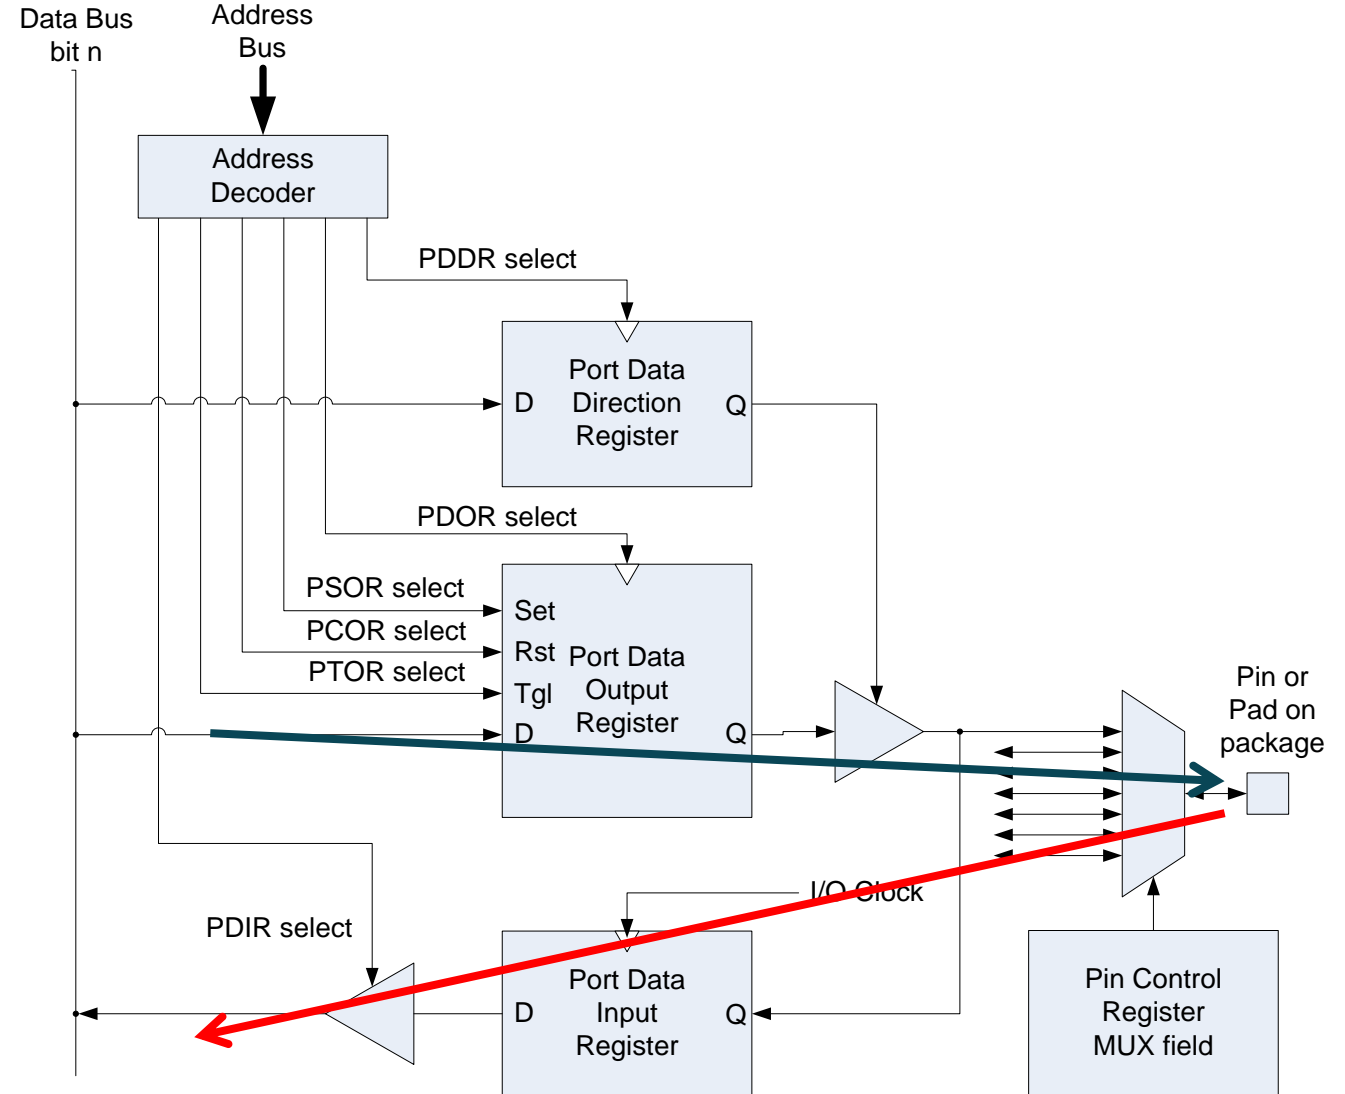 Data Bus
bit n
Address
Bus
Address
Decoder
PDDR select
Port Data
Direction
Register
D
Q
PDOR select
PSOR select
PCOR select
PTOR select
Set
Rst
Tgl
D
Port Data
Output
Register
Q
Pin or
Pad on
package
I/O Clock
PDIR select
Port Data
Input
Register
D
Q
Pin Control
Register
MUX field